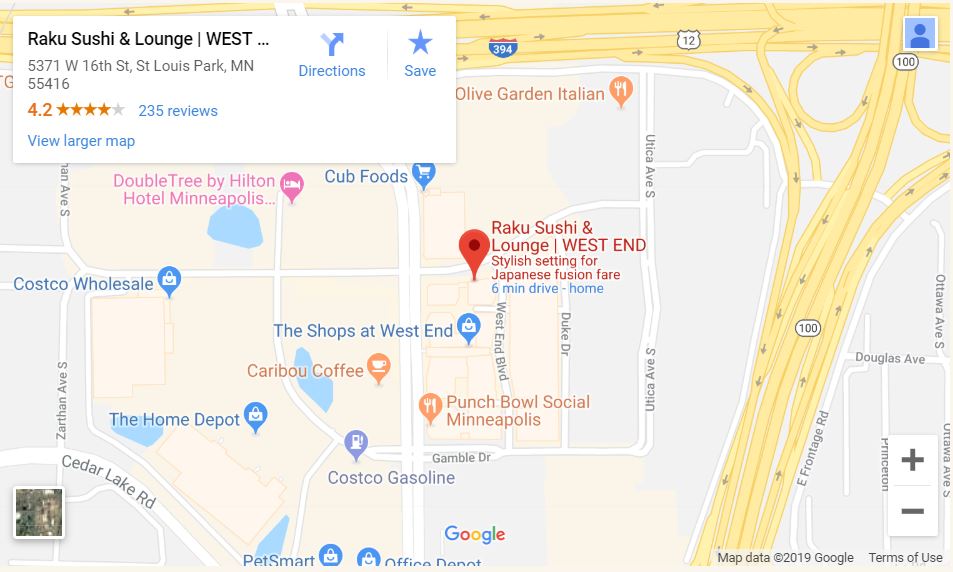 Raku Sushi & Lounge | WEST ...
5371 W 16th St, St Louis Park, MN
55416
4.2
235 reviews
View larger map
Directions
Save
394
12
100
Olive Garden Italian
Utica Ave S
DoubleTree by Hilton
Hotel Minneapolis...
Cub Foods
Raku Sushi &
Lounge | WEST END
Stylish setting for
Japanese fusion fare
6 min drive - home
Costco Wholesale
The Shops at West End
West End Blvd
Duke Dr
100
Ottawa Ave S
Douglas Ave
Caribou Coffee
Utica Ave S
Zarthan Ave S
Punch Bowl Social
Minneapolis
The Home Depot
Gamble Dr
Costco Gasoline
Cedar Lake Rd
E Frontage Rd
Princeton
Ottawa Ave S
+
−
Google
PetSmart
Office Depot
Map data ©2019 Google
Terms of Use